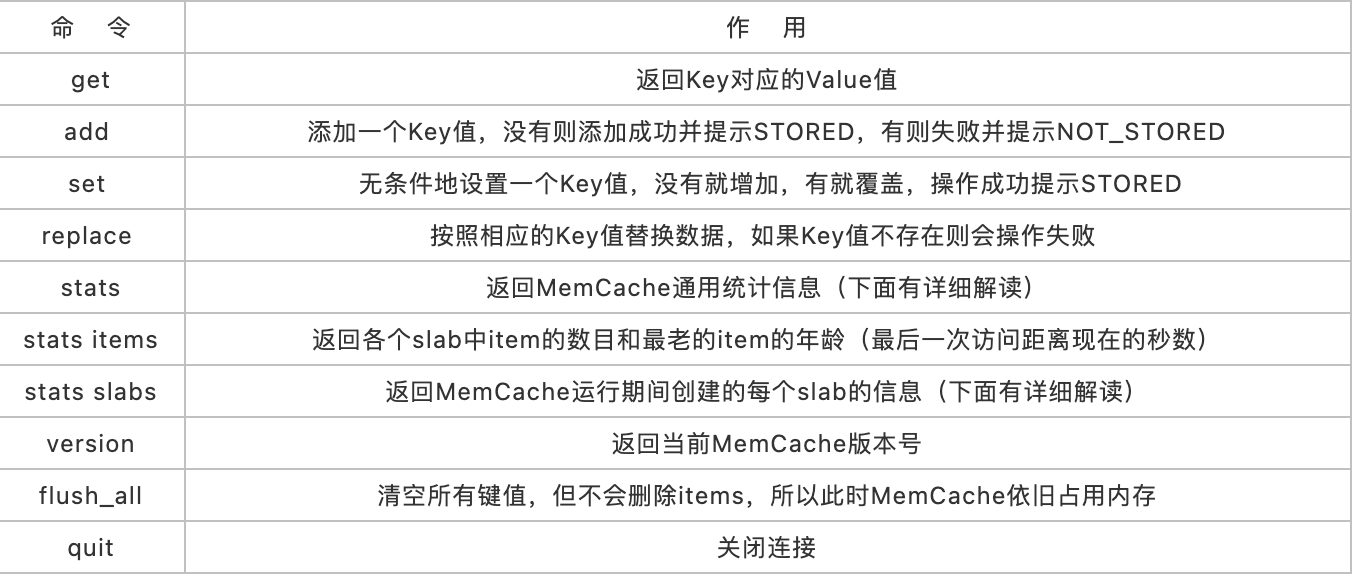 命 令 作 用
get 返回Key对应的Value值
add 添加一个Key值，没有则添加成功并提示STORED，有则失败并提示NOT_STORED
set 无条件地设置一个Key值，没有就增加，有就覆盖，操作成功提示STORED
replace 按照相应的Key值替换数据，如果Key值不存在则会操作失败
stats 返回MemCache通用统计信息（下面有详细解读）
stats items 返回各个slab中item的数目和最老的item的年龄（最后一次访问距离现在的秒数）
stats slabs 返回MemCache运行期间创建的每个slab的信息（下面有详细解读）
version 返回当前MemCache版本号
flush_all 清空所有键值，但不会删除items，所以此时MemCache依旧占用内存
quit 关闭连接